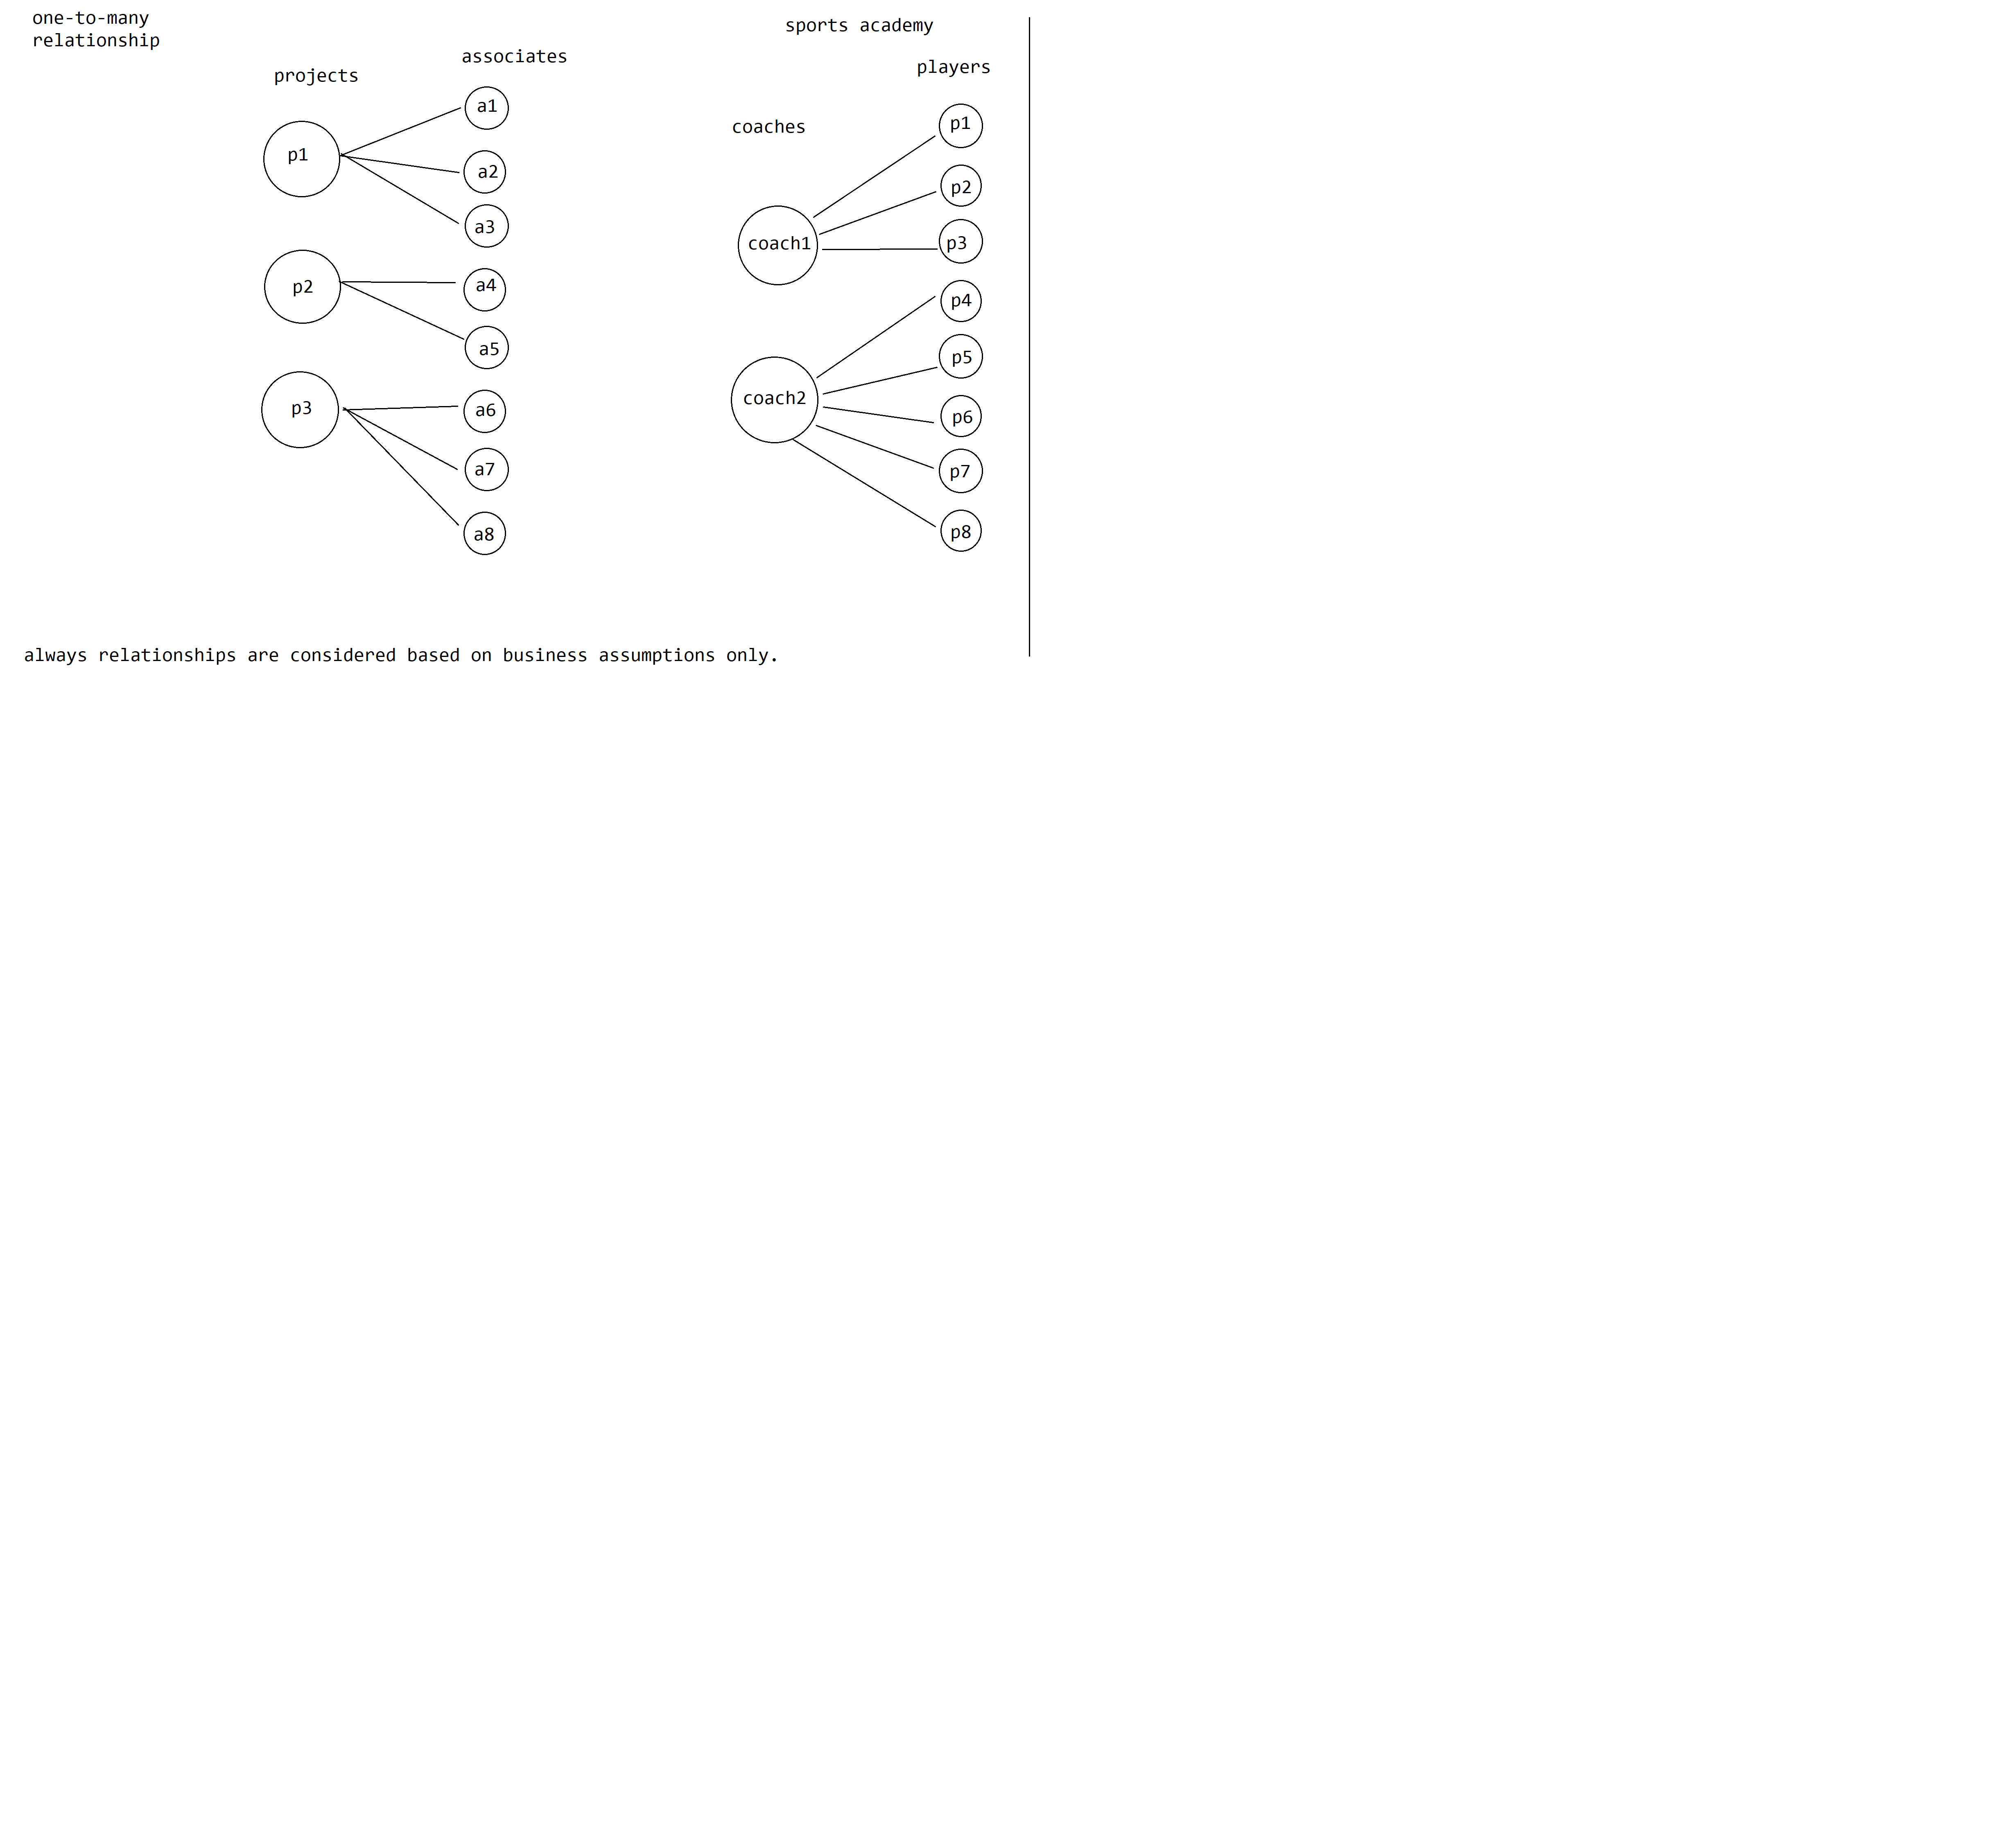 one-to-many
relationship
projects
associates
p1
a1
a2
a3
p2
a4
a5
p3
a6
a7
a8
sports academy
coaches
players
coach1
p1
p2
p3
coach2
p4
p5
p6
p7
p8
always relationships are considered based on business assumptions only.